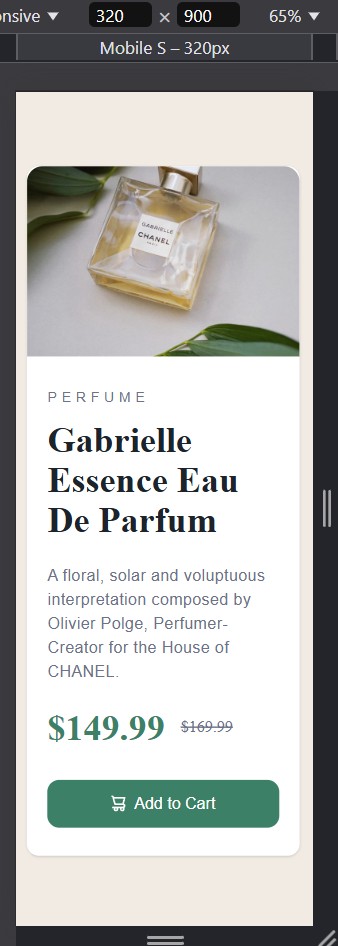 onsive ▼ 320 × 900 65% ▼
Mobile S – 320px
GABRIELLE
CHANEL
PARIS
PERFUME
Gabrielle
Essence Eau
De Parfum
A floral, solar and voluptuous
interpretation composed by
Olivier Polge, Perfumer-
Creator for the House of
CHANEL.
$149.99 $169.99
Add to Cart